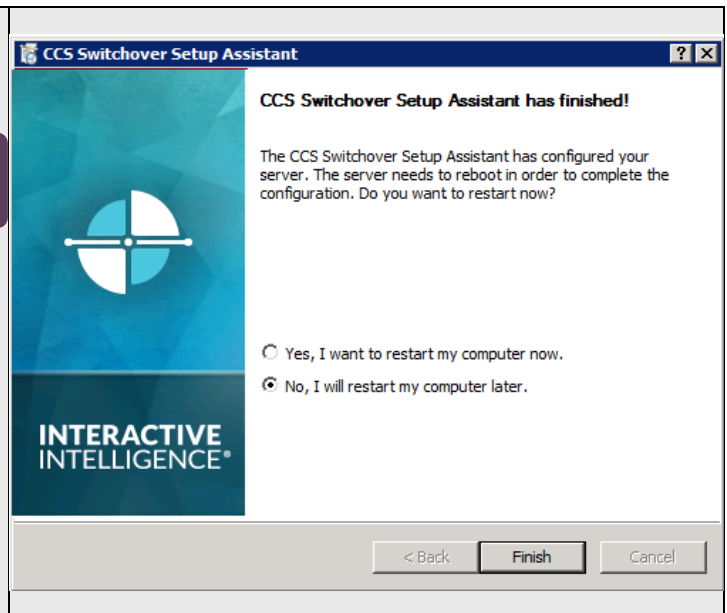 CCS Switchover Setup Assistant
CCS Switchover Setup Assistant has finished!
The CCS Switchover Setup Assistant has configured your
server. The server needs to reboot in order to complete the
configuration. Do you want to restart now?
Yes, I want to restart my computer now.
No, I will restart my computer later.
INTERACTIVE
INTELLIGENCE®
< Back Finish Cancel